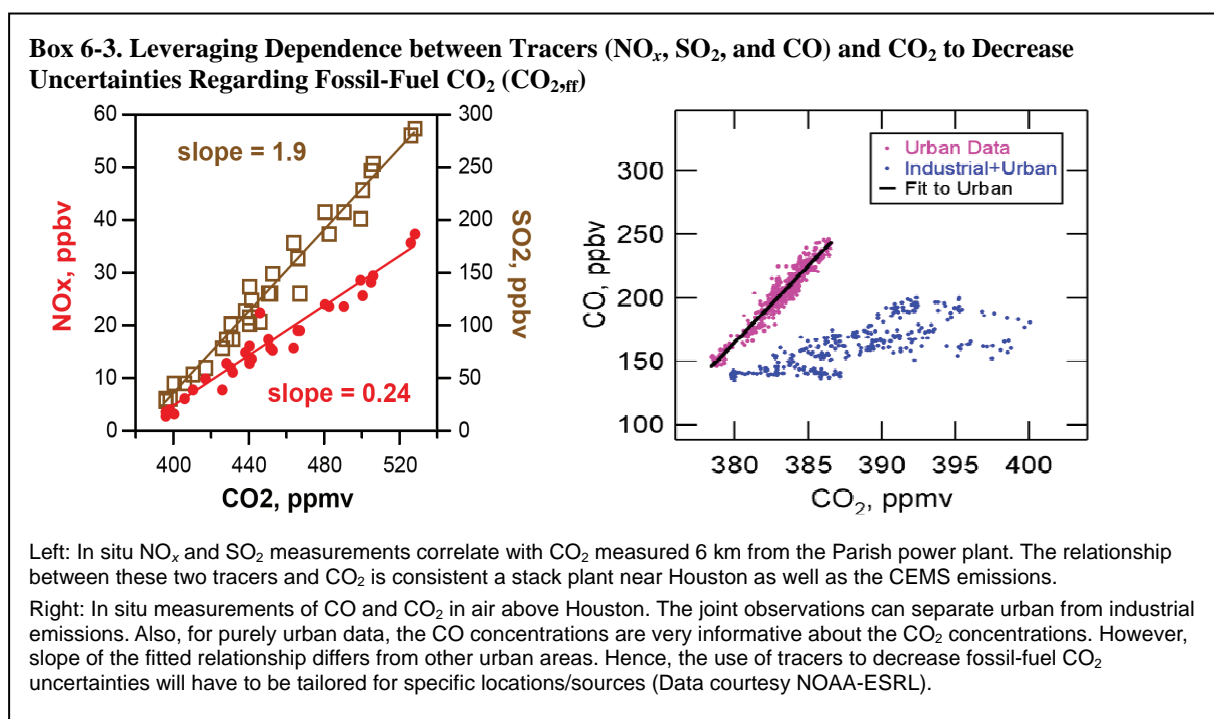 Box 6-3. Leveraging Dependence between Tracers (NOx, SO2, and CO) and CO2 to Decrease
Uncertainties Regarding Fossil-Fuel CO2 (CO2,ff)
60
50
40
30
20
10
0
NOx, ppbv
slope = 1.9
slope = 0.24
300
250
200
150
100
50
0
SO2, ppbv
400
440
480
520
CO2, ppmv
Urban Data
Industrial+Urban
Fit to Urban
300
250
200
150
100
CO, ppbv
380
385
390
395
400
CO2, ppmv
Left: In situ NOx and SO2 measurements correlate with CO2 measured 6 km from the Parish power plant. The relationship
between these two tracers and CO2 is consistent a stack plant near Houston as well as the CEMS emissions.
Right: In situ measurements of CO and CO2 in air above Houston. The joint observations can separate urban from industrial
emissions. Also, for purely urban data, the CO concentrations are very informative about the CO2 concentrations. However,
slope of the fitted relationship differs from other urban areas. Hence, the use of tracers to decrease fossil-fuel CO2
uncertainties will have to be tailored for specific locations/sources (Data courtesy NOAA-ESRL).